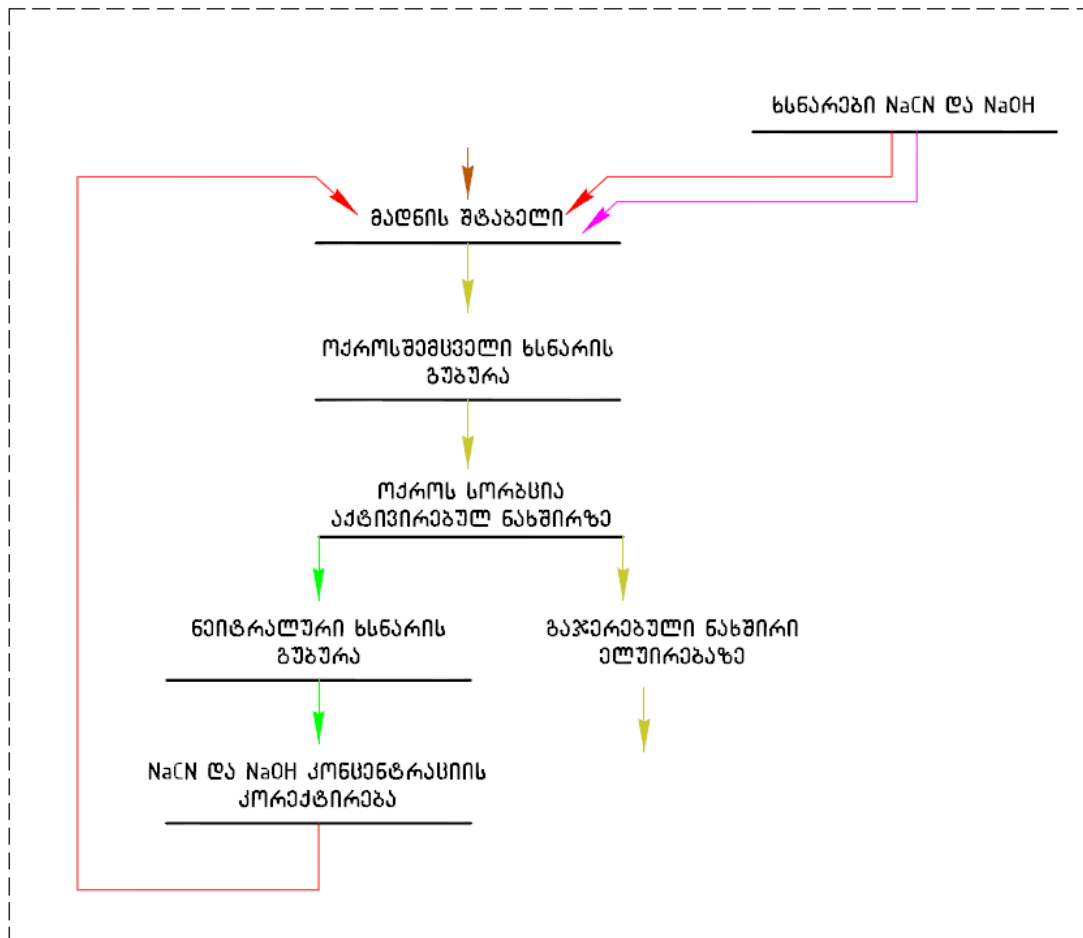 ხსნარები NaCN და NaOH
მადნის შტაბელი
ოქროსშემცველი ხსნარის
გუბურა
ოქროს სორბცია
აქტივირებულ ნახშირზე
ნეიტრალური ხსნარის
გუბურა
გაჯერებული ნახშირი
ელუირებაზე
NaCN და NaOH კონცენტრაციის
კორექტირება